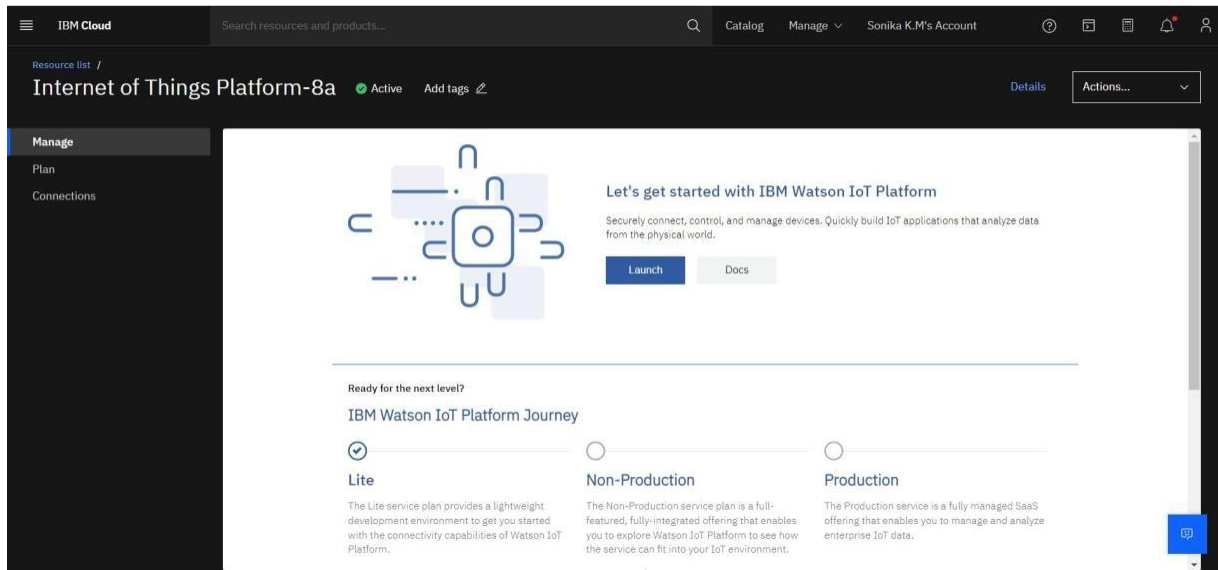 IBM Cloud
Search resources and products...
Catalog
Manage
Sonika K.M's Account
Resource list /
Internet of Things Platform-8a
Active
Add tags
Details
Actions...
Manage
Plan
Connections
Let's get started with IBM Watson IoT Platform
Securely connect, control, and manage devices. Quickly build IoT applications that analyze data
from the physical world.
Launch
Docs
Ready for the next level?
IBM Watson IoT Platform Journey
Lite
The Lite service plan provides a lightweight
development environment to get you started
with the connectivity capabilities of Watson IoT
Platform.
Non-Production
The Non-Production service plan is a full-
featured, fully-integrated offering that enables
you to explore Watson IoT Platform to see how
the service can fit into your IoT environment.
Production
The Production service is a fully managed SaaS
offering that enables you to manage and analyze
enterprise IoT data.